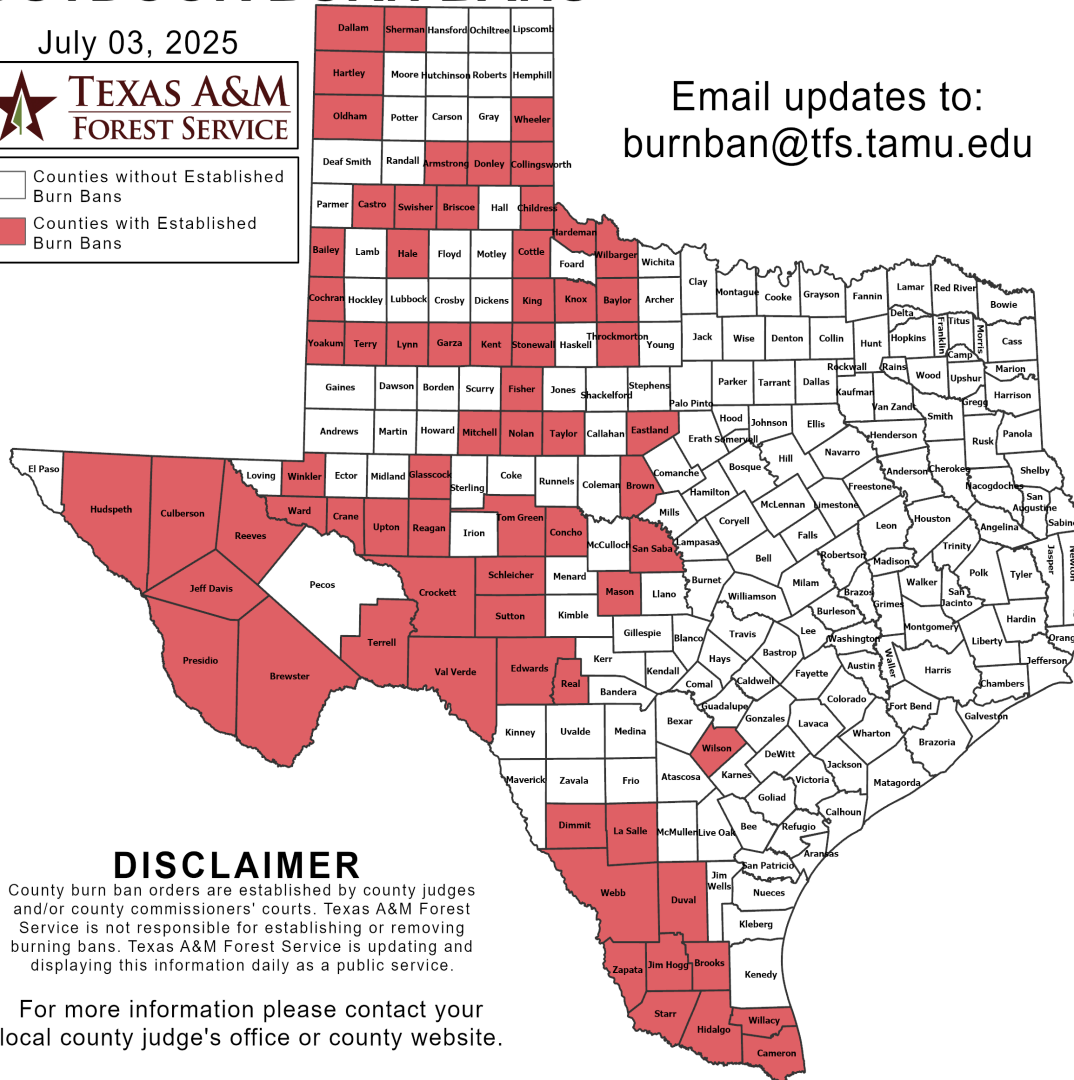 July 03, 2025
TEXAS A&M
FOREST SERVICE
Counties without Established
Burn Bans
Counties with Established
Burn Bans
Email updates to:
burnban@tfs.tamu.edu
Dallam Sherman Hansford Ochiltree Lipscomb
Hartley Moore Hutchinson Roberts Hemphill
Oldham Potter Carson Gray Wheeler
Deaf Smith Randall Armstrong Donley Collingsworth
Parmer Castro Swisher Briscoe Hall Childress
Hardeman
Bailey Lamb Hale Floyd Motley Cottle Foard Wilbarger Wichita
Clay Montague Cooke Grayson Fannin Lamar Red River Bowie
Cochran Hockley Lubbock Crosby Dickens King Knox Baylor Archer
Delta Titus Franklin Morris
Yoakum Terry Lynn Garza Kent Stonewall Haskell Throckmorton Young Jack Wise Denton Collin Hunt Hopkins Cass
Camp
Rockwall Rains Wood Upshur Marion
Gaines Dawson Borden Scurry Fisher Jones Shackelford Stephens Palo Pinto Parker Tarrant Dallas Kaufman Van Zandt Gregg Harrison
Andrews Martin Howard Mitchell Nolan Taylor Callahan Eastland Erath Hood Somervell Johnson Ellis Henderson Smith Rusk Panola
El Paso Loving Winkler Ector Midland Glasscock Sterling Coke Runnels Coleman Brown Comanche Bosque Hill Navarro Anderson Cherokee Shelby
Hudspeth Culberson Reeves Ward Crane Upton Reagan Irion Tom Green Concho McCulloch San Saba Mills Hamilton Coryell McLennan Limestone Freestone Nacogdoches San
Augustine
Sabine
Lampasas Bell Falls Robertson Leon Houston Angelina
Madison Trinity Jasper Newton
Jeff Davis Pecos Crockett Schleicher Menard Mason Llano Burnet Williamson Milam Brazos Grimes Walker San
Jacinto
Polk Tyler
Terrell Sutton Kimble Gillespie Blanco Travis Lee Burleson Washington Montgomery Liberty Hardin Orange
Presidio Brewster Val Verde Edwards Real Kerr Kendall Hays Bastrop Fayette Austin Waller Harris Jefferson
Bandera Comal Caldwell Colorado Fort Bend Chambers
Kinney Uvalde Medina Bexar Guadalupe Gonzales Lavaca Wharton Brazoria Galveston
Wilson DeWitt Jackson
Maverick Zavala Frio Atascosa Karnes Victoria Matagorda
Goliad Calhoun
Dimmit La Salle McMullen Live Oak Bee Refugio
Aransas
San Patricio
Webb Duval Jim
Wells
Nueces
Kleberg
Zapata Jim Hogg Brooks Kenedy
Starr Hidalgo Willacy
Cameron
DISCLAIMER
County burn ban orders are established by county judges
and/or county commissioners' courts. Texas A&M Forest
Service is not responsible for establishing or removing
burning bans. Texas A&M Forest Service is updating and
displaying this information daily as a public service.
For more information please contact your
local county judge's office or county website.